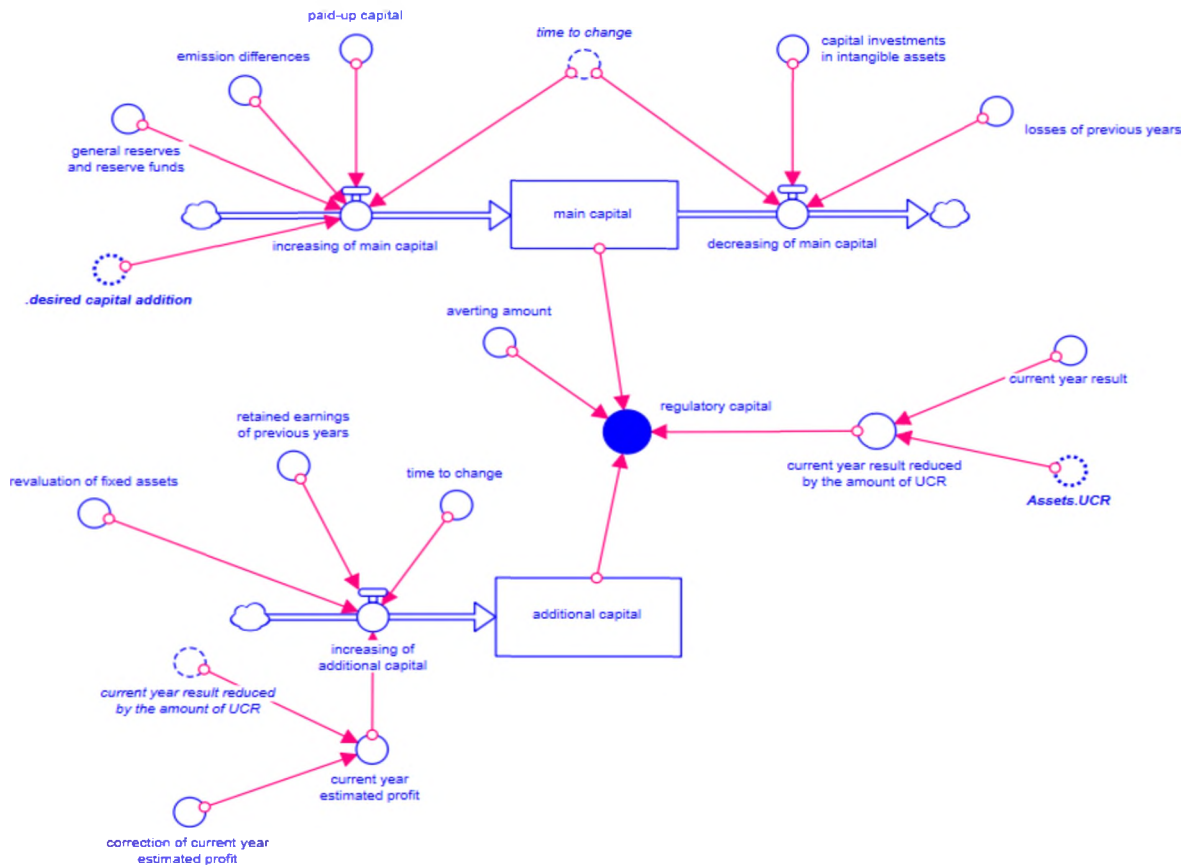 paid-up capital
time to change
capital investments
in intangible assets
emission differences
general reserves
and reserve funds
losses of previous years
main capital
increasing of main capital
decreasing of main capital
.desired capital addition
averting amount
current year result
regulatory capital
retained earnings
of previous years
time to change
revaluation of fixed assets
current year result reduced
by the amount of UCR
Assets.UCR
additional capital
increasing of
additional capital
current year result reduced
by the amount of UCR
current year
estimated profit
correction of current year
estimated profit